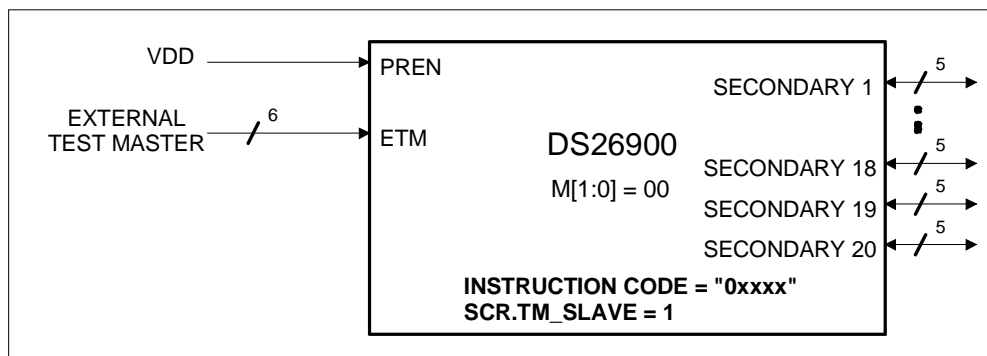 VDD
PREN
5
SECONDARY 1
EXTERNAL
TEST MASTER
6
ETM
DS26900
M[1:0] = 00
5
SECONDARY 18
5
SECONDARY 19
5
SECONDARY 20
INSTRUCTION CODE = "0xxxx"
SCR.TM_SLAVE = 1